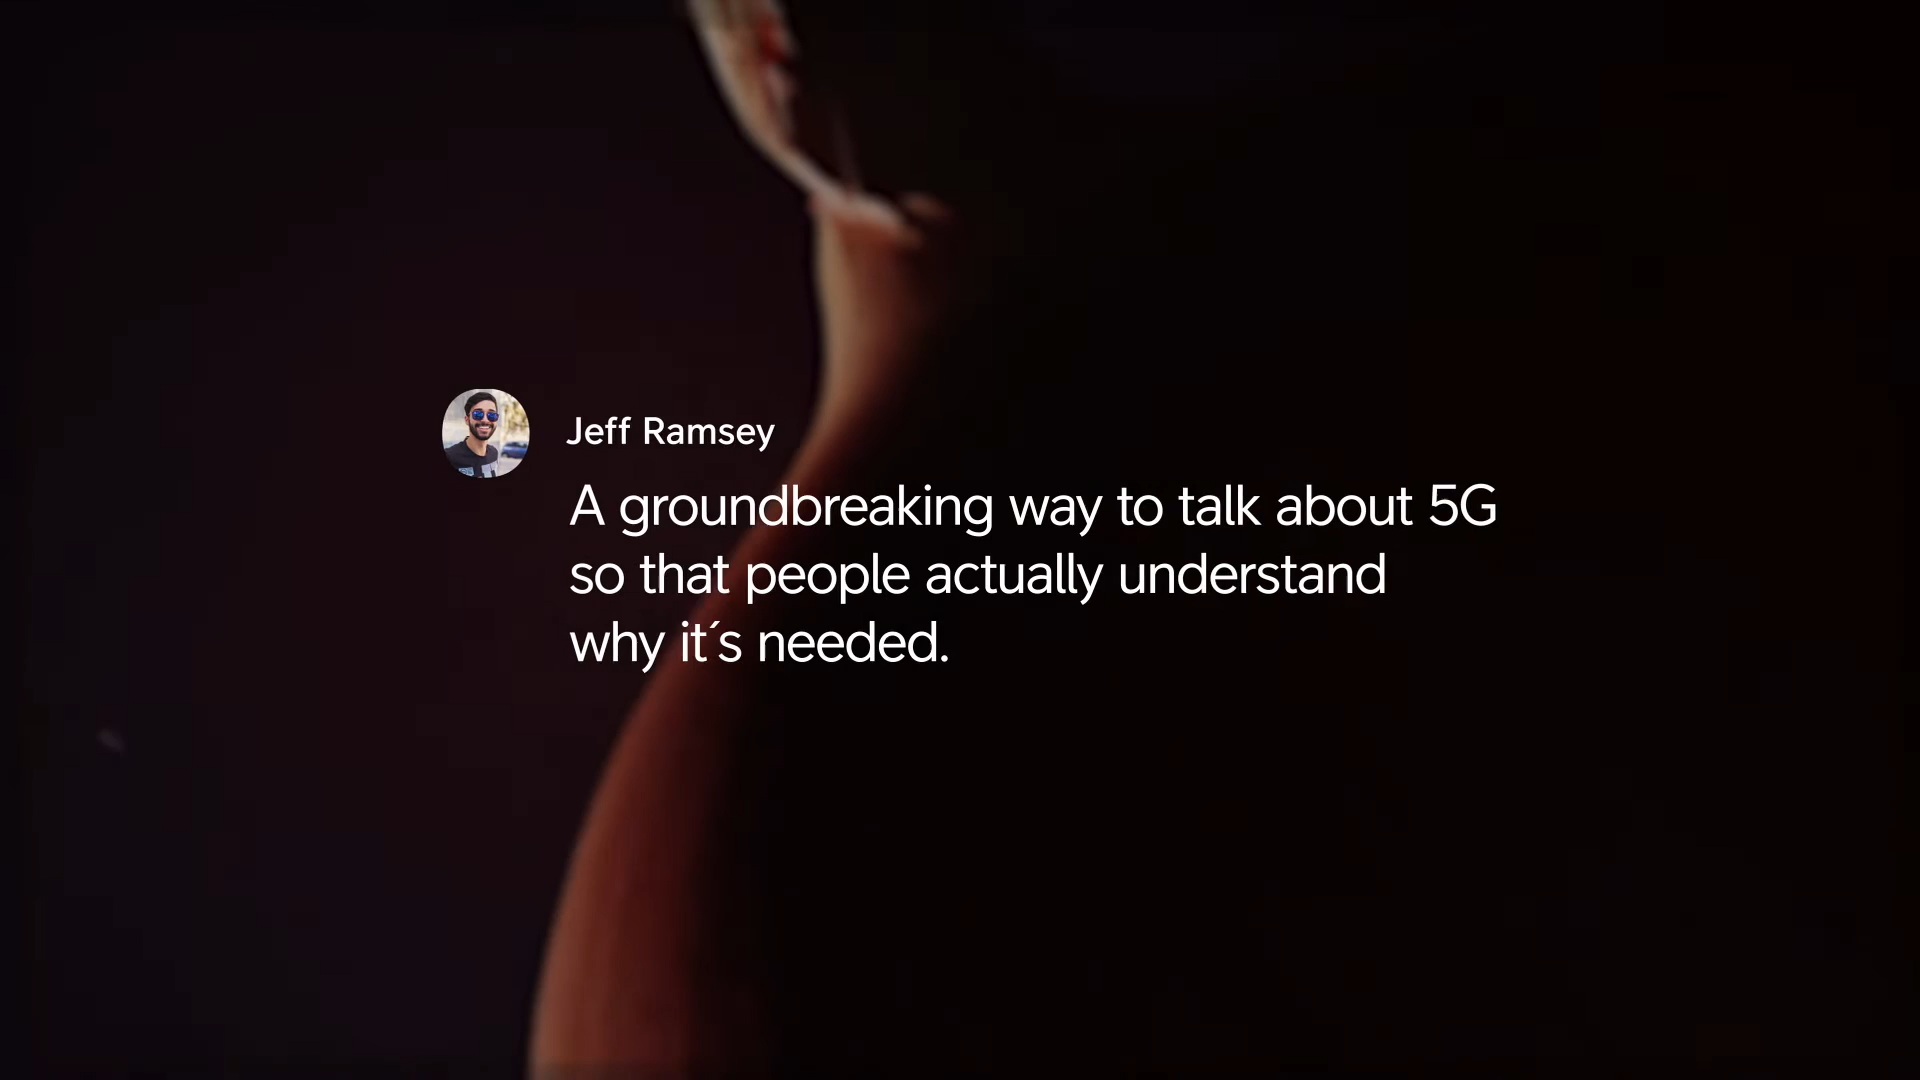 Jeff Ramsey
A groundbreaking way to talk about 5G
so that people actually understand
why it´s needed.